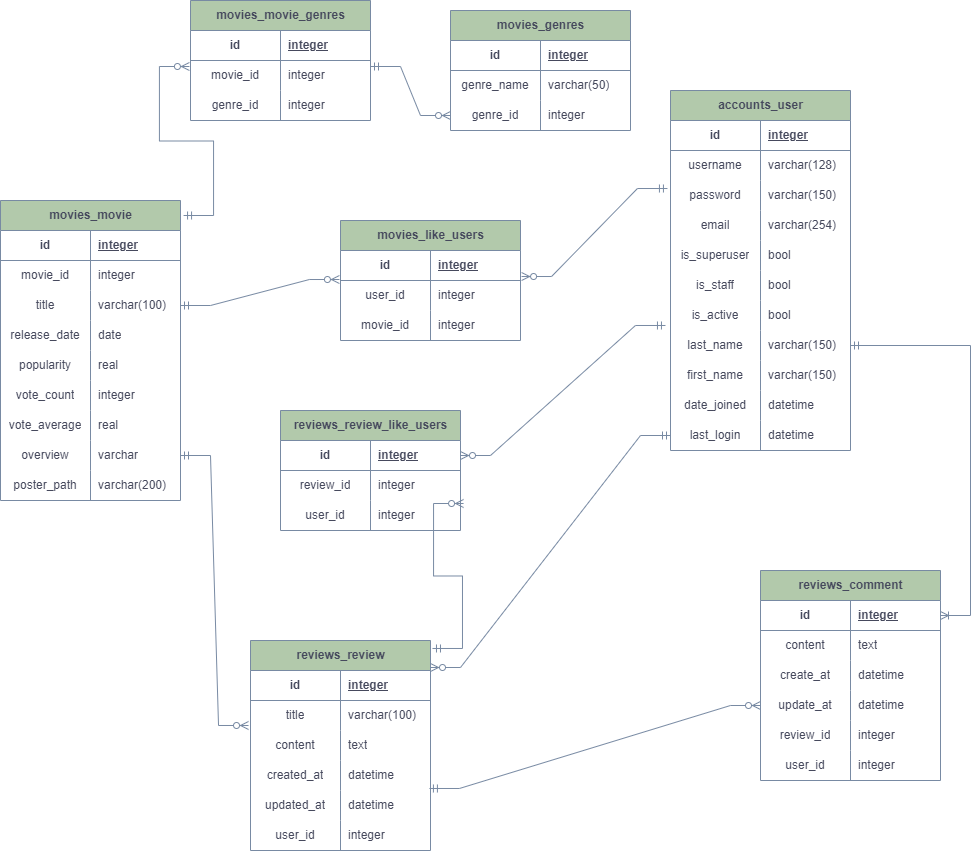 movies_movie_genres
id integer
movie_id integer
genre_id integer
movies_genres
id integer
genre_name varchar(50)
genre_id integer
accounts_user
id integer
username varchar(128)
password varchar(150)
email varchar(254)
is_superuser bool
is_staff bool
is_active bool
last_name varchar(150)
first_name varchar(150)
date_joined datetime
last_login datetime
movies_movie
id integer
movie_id integer
title varchar(100)
release_date date
popularity real
vote_count integer
vote_average real
overview varchar
poster_path varchar(200)
movies_like_users
id integer
user_id integer
movie_id integer
reviews_review_like_users
id integer
review_id integer
user_id integer
reviews_comment
id integer
content text
create_at datetime
update_at datetime
review_id integer
user_id integer
reviews_review
id integer
title varchar(100)
content text
created_at datetime
updated_at datetime
user_id integer